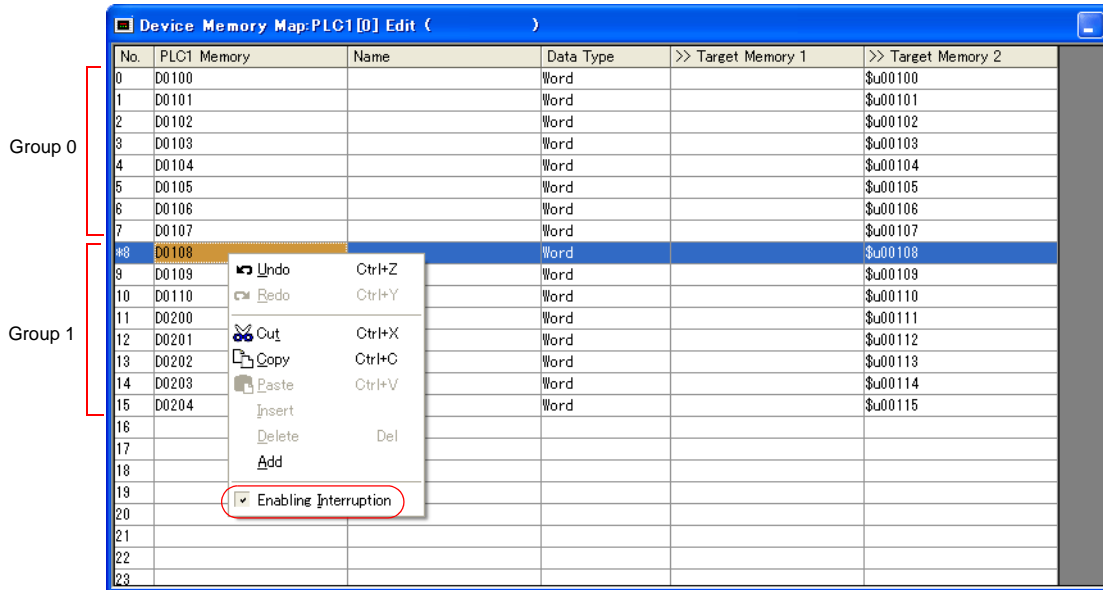 Device Memory Map:PLC1[0] Edit ( )
No. PLC1 Memory Name Data Type >> Target Memory 1 >> Target Memory 2
Group 0
0 D0100 Word $u00100
1 D0101 Word $u00101
2 D0102 Word $u00102
3 D0103 Word $u00103
4 D0104 Word $u00104
5 D0105 Word $u00105
6 D0106 Word $u00106
7 D0107 Word $u00107
Group 1
*8 D0108 Word $u00108
9 D0109 Word $u00109
10 D0110 Word $u00110
11 D0200 Word $u00111
12 D0201 Word $u00112
13 D0202 Word $u00113
14 D0203 Word $u00114
15 D0204 Word $u00115
16
17
18
19
20
21
22
23
Undo Ctrl+Z
Redo Ctrl+Y
Cut Ctrl+X
Copy Ctrl+C
Paste Ctrl+V
Insert
Delete Del
Add
Enabling Interruption